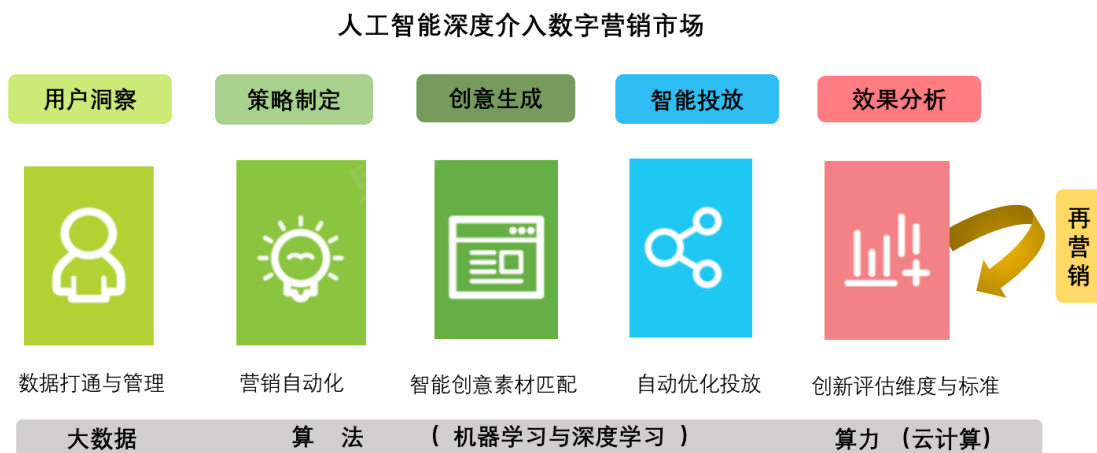 人工智能深度介入数字营销市场
用户洞察 策略制定 创意生成 智能投放 效果分析
再营销
数据打通与管理 营销自动化 智能创意素材匹配 自动优化投放 创新评估维度与标准
大数据 算 法 （ 机器学习与深度学习 ） 算力 （云计算）